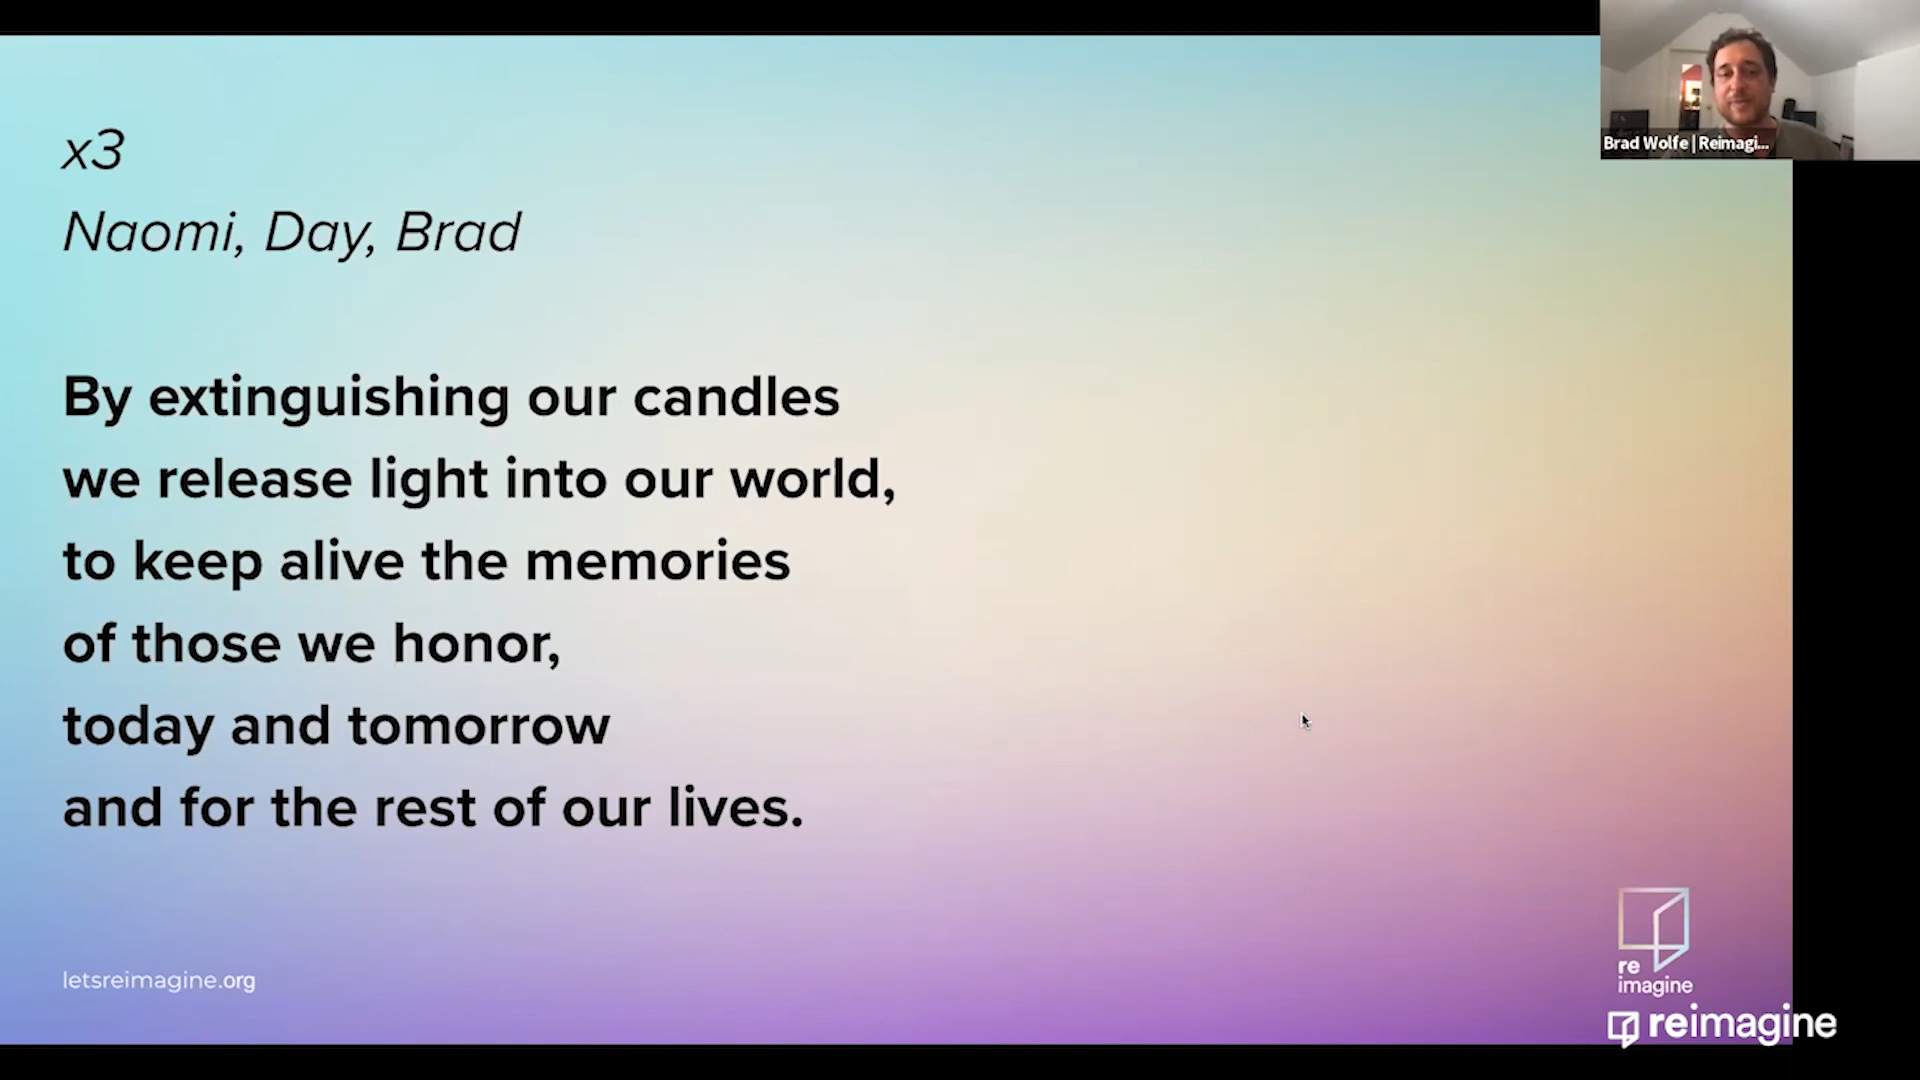 x3
Naomi, Day, Brad
By extinguishing our candles
we release light into our world,
to keep alive the memories
of those we honor,
today and tomorrow
and for the rest of our lives.
letsreimagine.org
re
imagine
reimagine
Brad Wolfe | Reimagi...